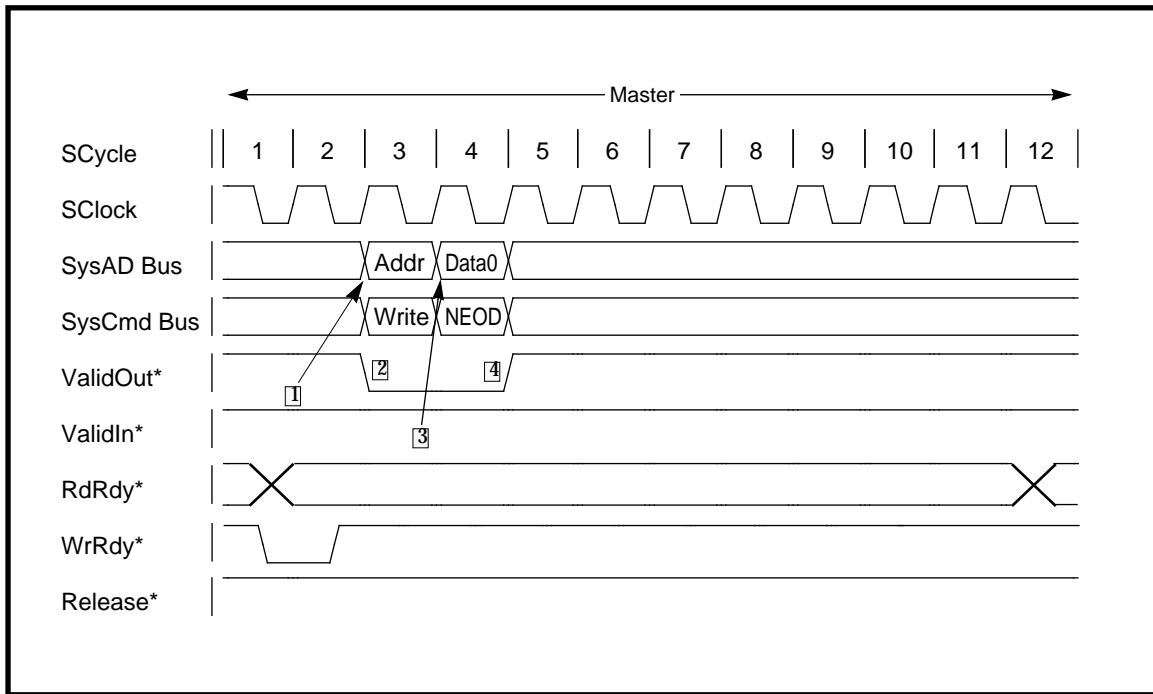 Master
SCycle 1 2 3 4 5 6 7 8 9 10 11 12
SClock
SysAD Bus Addr Data0
SysCmd Bus Write NEOD
ValidOut* 2 4
1
ValidIn* 3
RdRdy*
WrRdy*
Release*